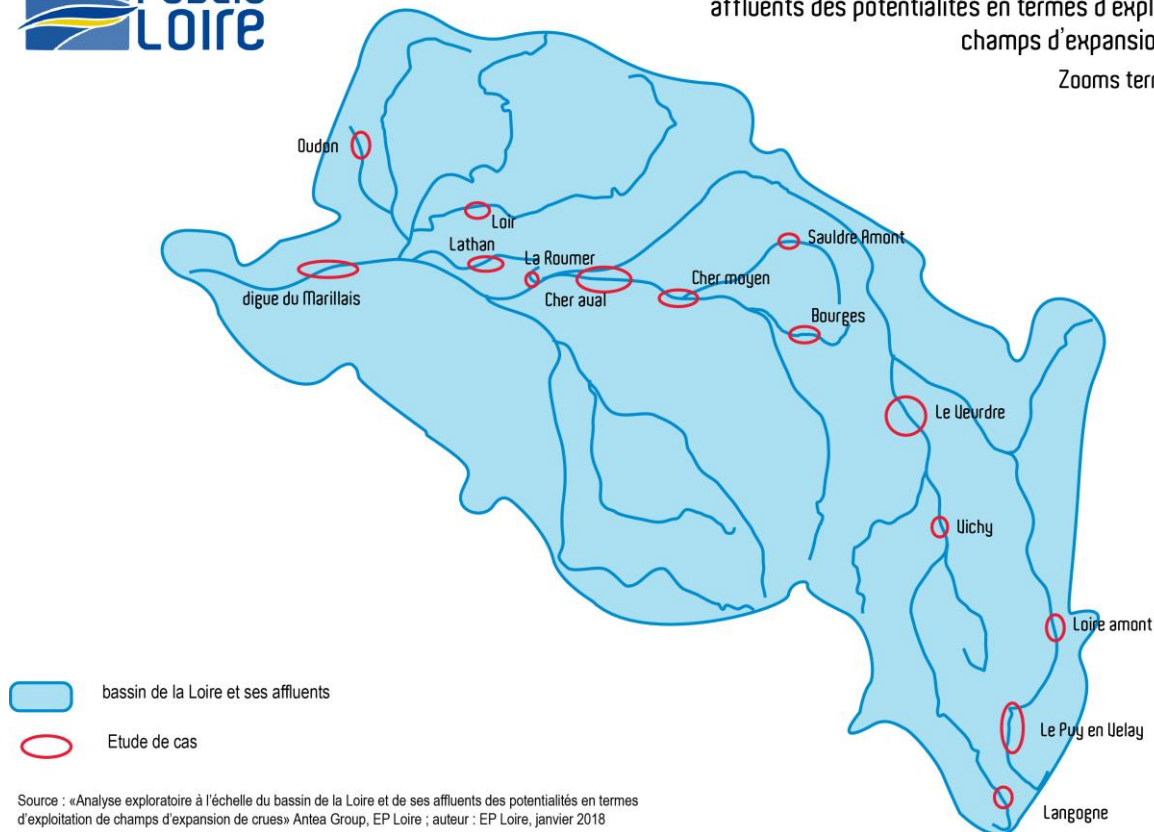 LOIRE
affluents des potentialités en termes d'expl
champs d'expansio
Zooms terr
Oudon
Loir
Lathan
La Roumer
Sauldre Amont
digue du Marillais
Cher aval
Cher moyen
Bourges
Le Veurdre
Vichy
Loire amont
Le Puy en Velay
Langogne
bassin de la Loire et ses affluents
Etude de cas
Source : «Analyse exploratoire à l'échelle du bassin de la Loire et de ses affluents des potentialités en termes
d'exploitation de champs d'expansion de crues» Antea Group, EP Loire ; auteur : EP Loire, janvier 2018